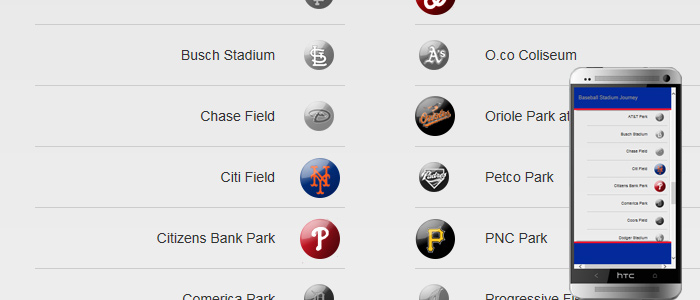 Busch Stadium
Chase Field
Citi Field
Citizens Bank Park
Comerica Park
O.co Coliseum
Oriole Park at
Petco Park
PNC Park
Progressive Fie
Baseball Stadium Journey
AT&T Park
Busch Stadium
Chase Field
Citi Field
Citizens Bank Park
Comerica Park
Coors Field
Dodger Stadium
hTC